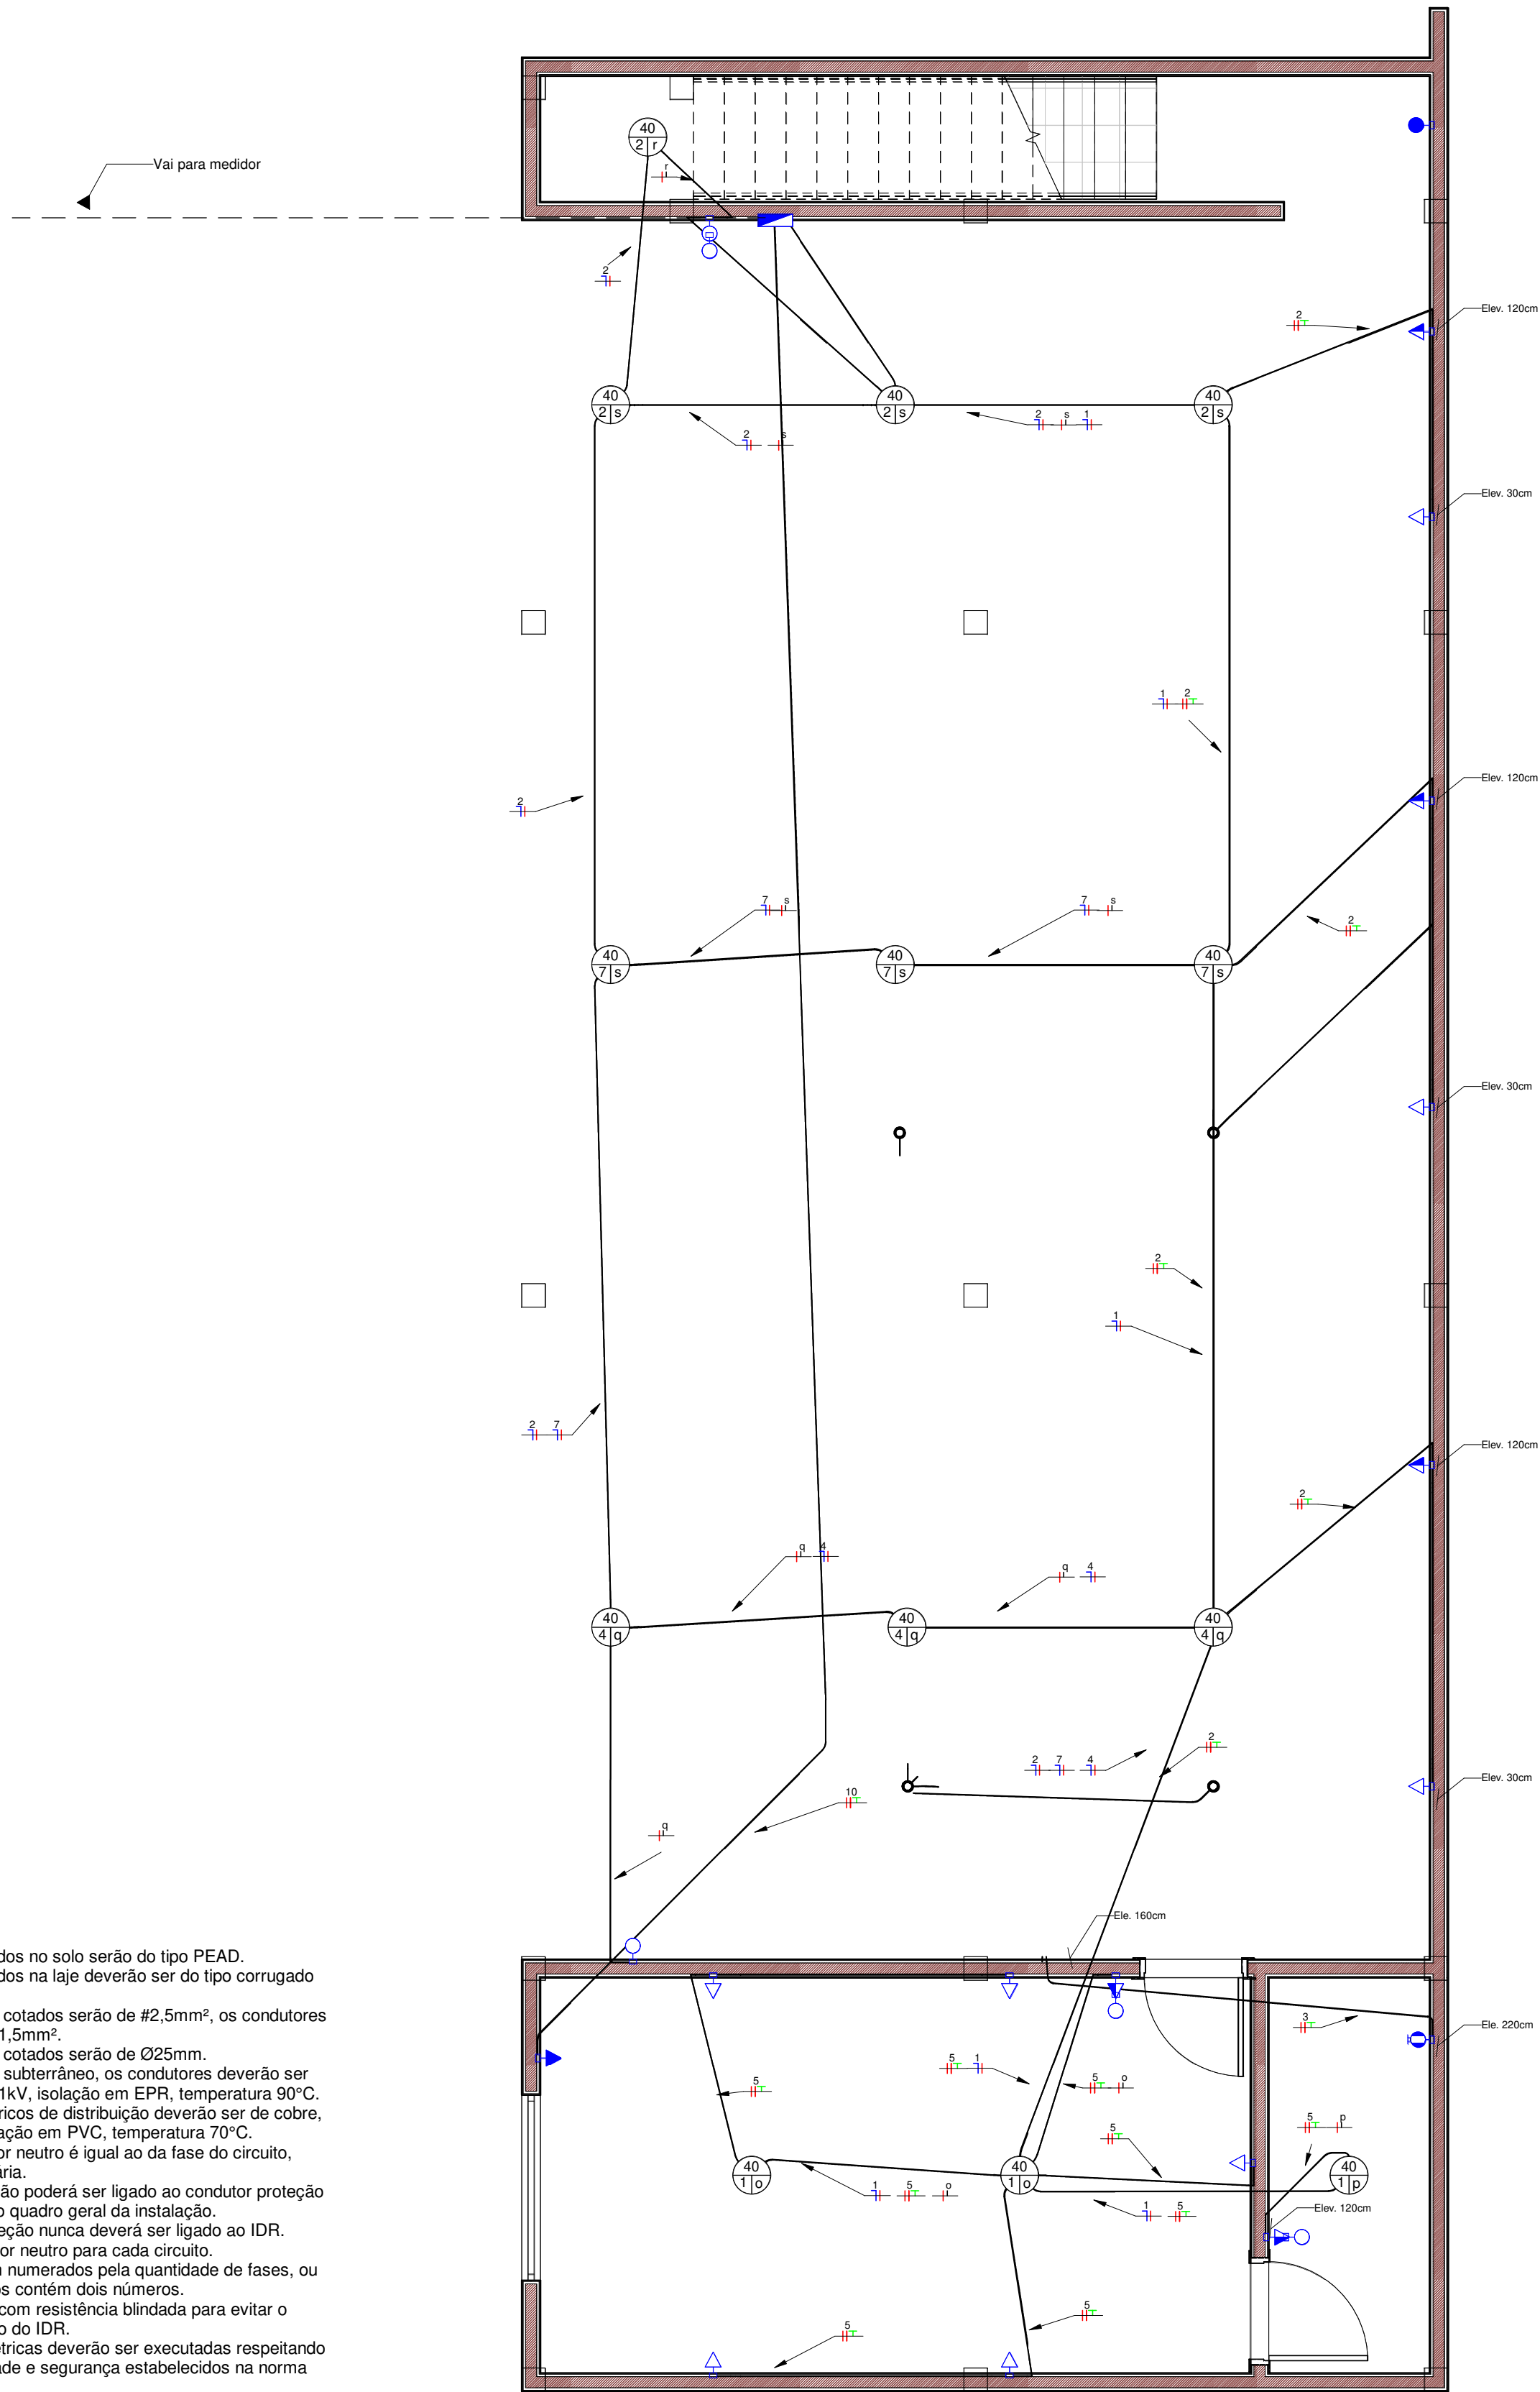 40
2 r
r
Vai para medidor
2
Elev. 120cm
2
40
2 s
40
2 s
40
2 s
2 s
2 s 1
Elev. 30cm
1 2
Elev. 120cm
2
7 s
7 s
2
40
7 s
40
7 s
40
7 s
Elev. 30cm
2
1
2 7
Elev. 120cm
2
q 4
q 4
40
4 q
40
4 q
40
4 q
2
2 7 4
Elev. 30cm
10
q
Ele. 160cm
dos no solo serão do tipo PEAD.
dos na laje deverão ser do tipo corrugado
cotados serão de #2,5mm², os condutores
1,5mm².
cotados serão de Ø25mm.
subterrâneo, os condutores deverão ser
1kV, isolação em EPR, temperatura 90°C.
ricos de distribuição deverão ser de cobre,
ação em PVC, temperatura 70°C.
or neutro é igual ao da fase do circuito,
ária.
ão poderá ser ligado ao condutor proteção
o quadro geral da instalação.
eção nunca deverá ser ligado ao IDR.
or neutro para cada circuito.
numerados pela quantidade de fases, ou
os contém dois números.
com resistência blindada para evitar o
o do IDR.
étricas deverão ser executadas respeitando
ade e segurança estabelecidos na norma
3
Ele. 220cm
5 1
5 o
5
5
5 p
40
1 o
40
1 o
40
1 p
1 5 o
1 5
Elev. 120cm
5
5